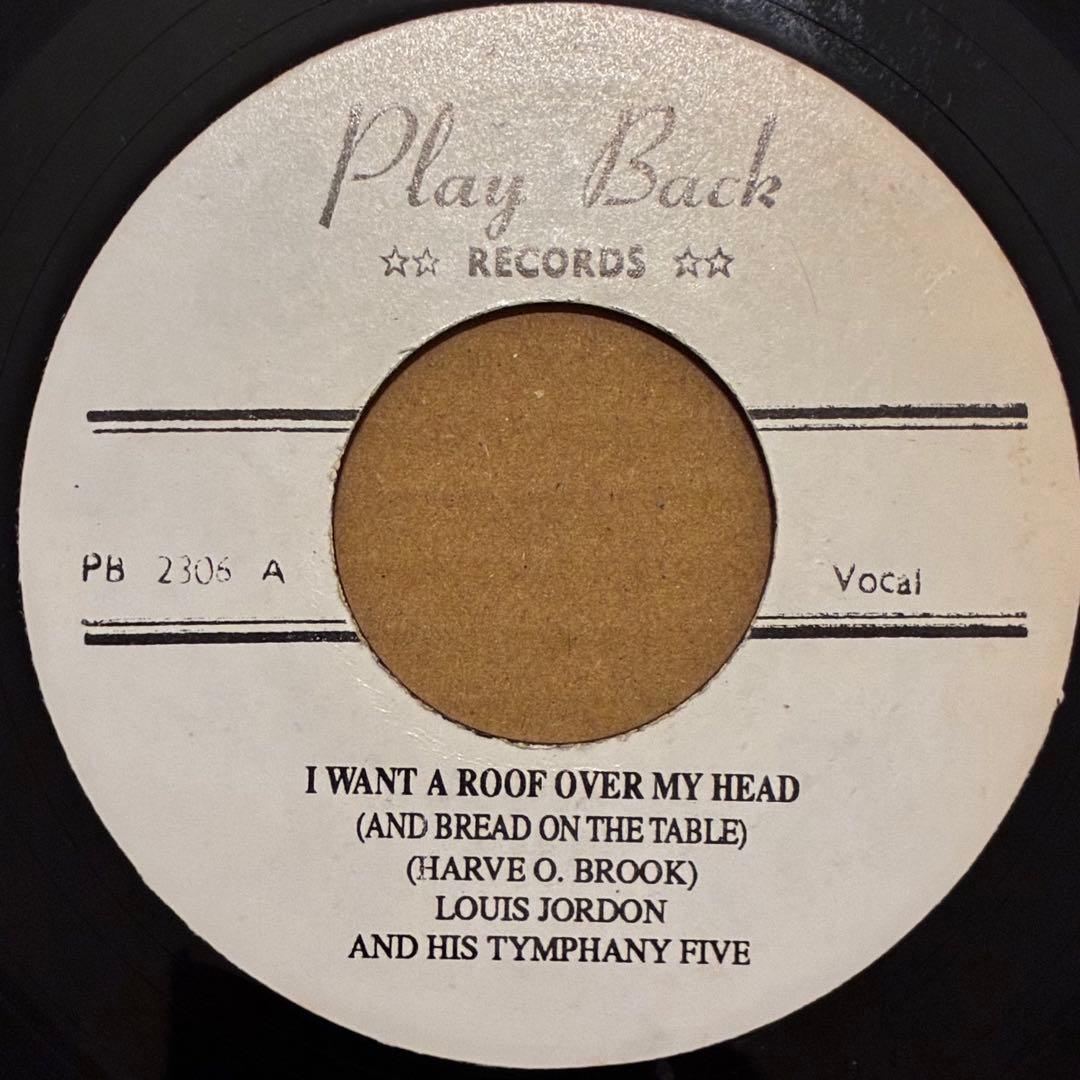 Play Back
☆☆ RECORDS ☆☆
PB 2306 A
Vocal
I WANT A ROOF OVER MY HEAD
(AND BREAD ON THE TABLE)
(HARVE O. BROOK)
LOUIS JORDON
AND HIS TYMPHANY FIVE